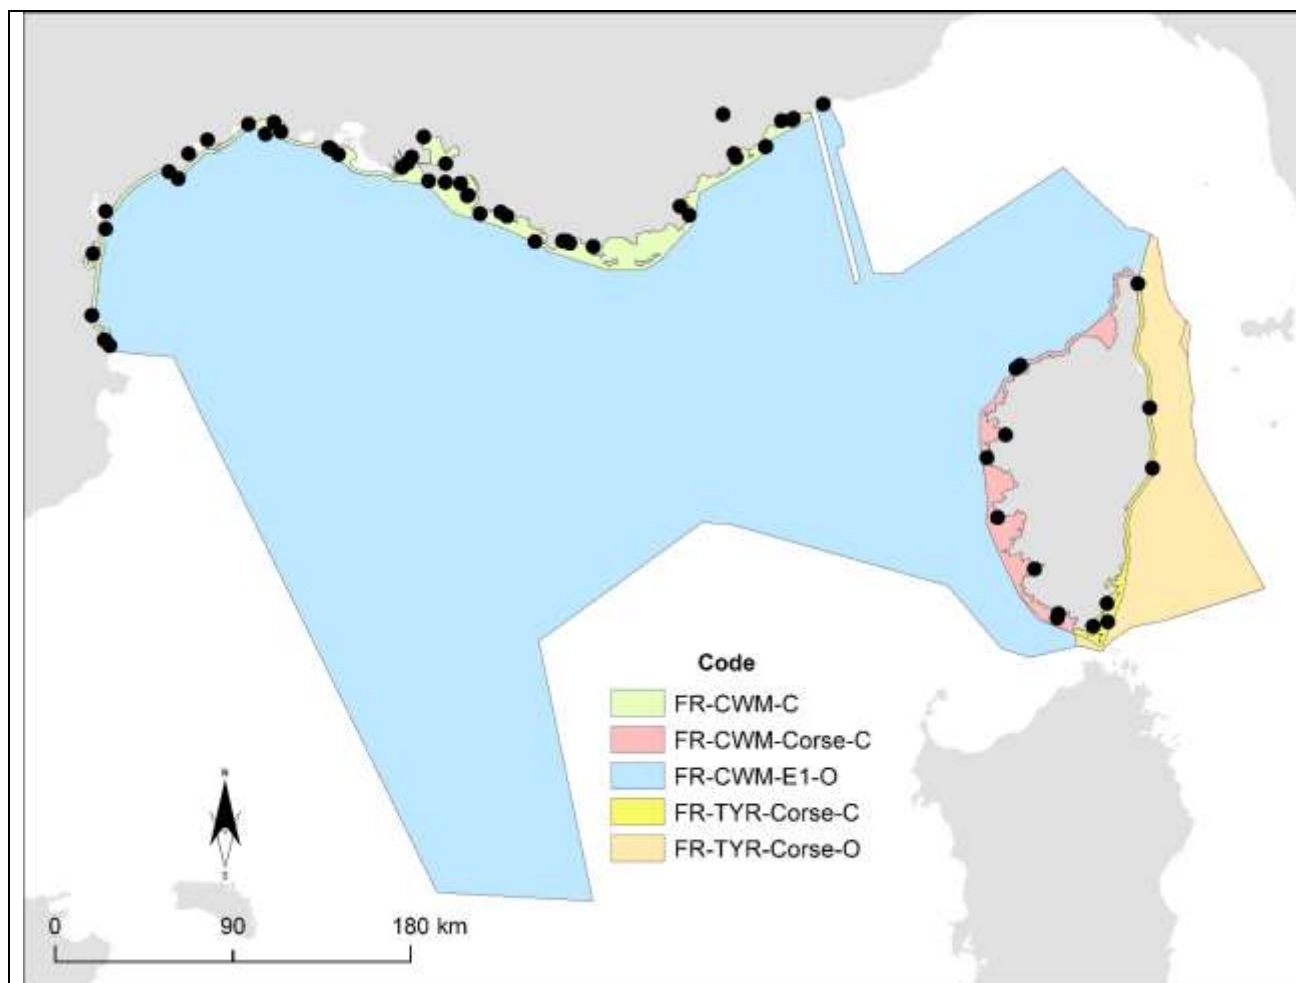 Code
FR-CWM-C
FR-CWM-Corse-C
FR-CWM-E1-O
FR-TYR-Corse-C
FR-TYR-Corse-O
N
S
0 90 180 km